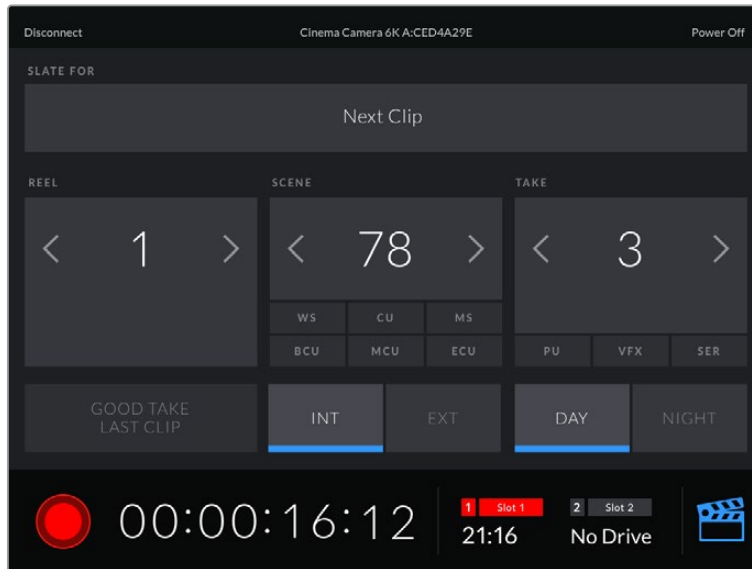 Disconnect Cinema Camera 6K A:CED4A29E Power Off
SLATE FOR
Next Clip
REEL SCENE TAKE
1 78 3
WS CU MS
BCU MCU ECU PU VFX SER
GOOD TAKE
LAST CLIP
INT EXT DAY NIGHT
1 Slot 1 2 Slot 2
00:00:16:12 21:16 No Drive